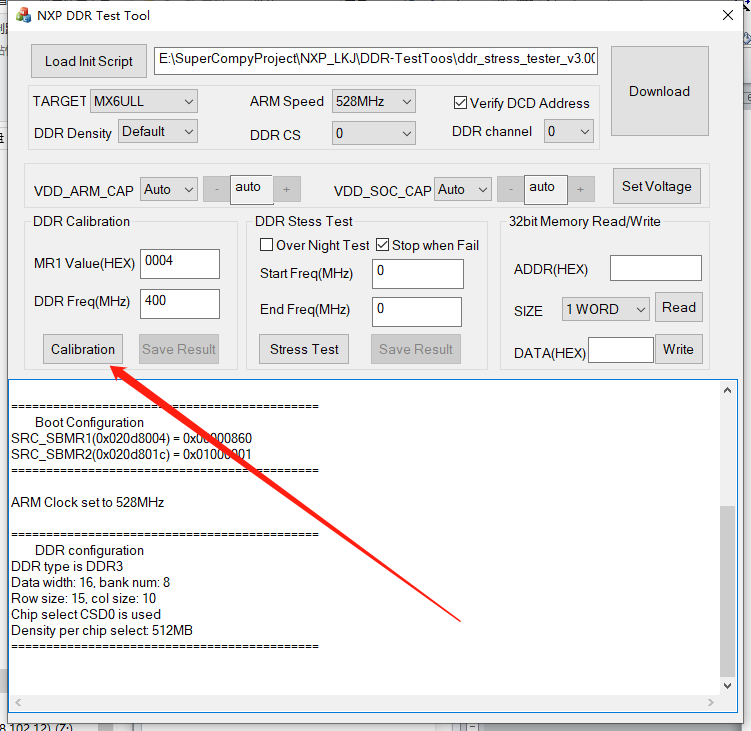 NXP DDR Test Tool
Load Init Script
E:\SuperCompyProject\NXP_LKJ\DDR-TestToos\ddr_stress_tester_v3.00
Download
TARGET MX6ULL ARM Speed 528MHz Verify DCD Address
DDR Density Default DDR CS 0 DDR channel 0
VDD_ARM_CAP Auto - auto + VDD_SOC_CAP Auto - auto + Set Voltage
DDR Calibration
MR1 Value(HEX) 0004
DDR Freq(MHz) 400
Calibration Save Result
DDR Stess Test
Over Night Test Stop when Fail
Start Freq(MHz) 0
End Freq(MHz) 0
Stress Test Save Result
32bit Memory Read/Write
ADDR(HEX)
SIZE 1 WORD Read
DATA(HEX) Write
============================================
Boot Configuration
SRC_SBMR1(0x020d8004) = 0x00000860
SRC_SBMR2(0x020d801c) = 0x01000001
============================================
ARM Clock set to 528MHz
============================================
DDR configuration
DDR type is DDR3
Data width: 16, bank num: 8
Row size: 15, col size: 10
Chip select CSD0 is used
Density per chip select: 512MB
============================================
8.102.12) (Z:)